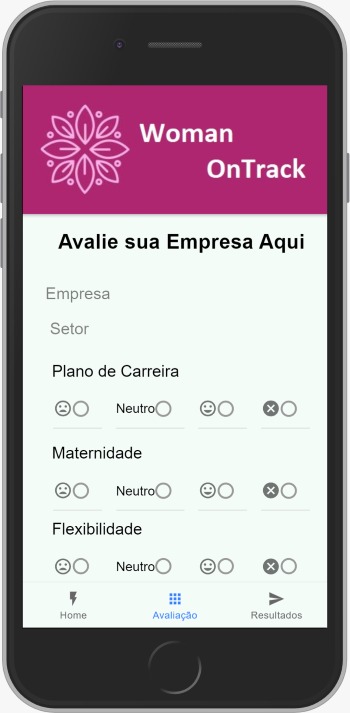 Woman
OnTrack
Avalie sua Empresa Aqui
Empresa
Setor
Plano de Carreira
Neutro
Maternidade
Neutro
Flexibilidade
Neutro
Home Avaliação Resultados